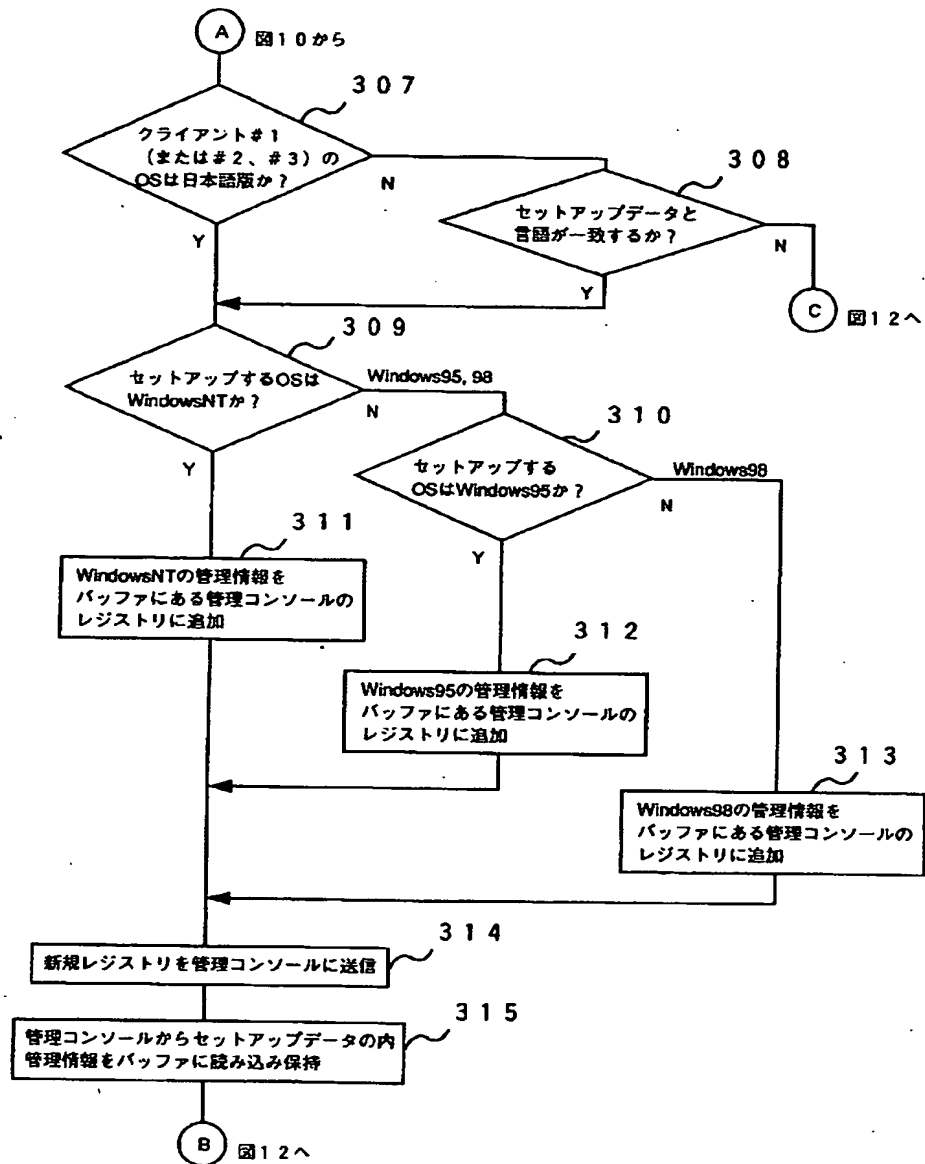 A 図10から
307
クライアント#1
(または#2、#3)の
OSは日本語版か?
N
308
セットアップデータと
言語が一致するか?
N
Y
Y
C 図12へ
309
セットアップするOSは
WindowsNTか?
Windows95, 98
N
310
セットアップする
OSはWindows95か?
Windows98
N
Y
Y
311
WindowsNTの管理情報を
バッファにある管理コンソールの
レジストリに追加
312
Windows95の管理情報を
バッファにある管理コンソールの
レジストリに追加
313
Windows98の管理情報を
バッファにある管理コンソールの
レジストリに追加
314
新規レジストリを管理コンソールに送信
315
管理コンソールからセットアップデータの内
管理情報をバッファに読み込み保持
B 図12へ